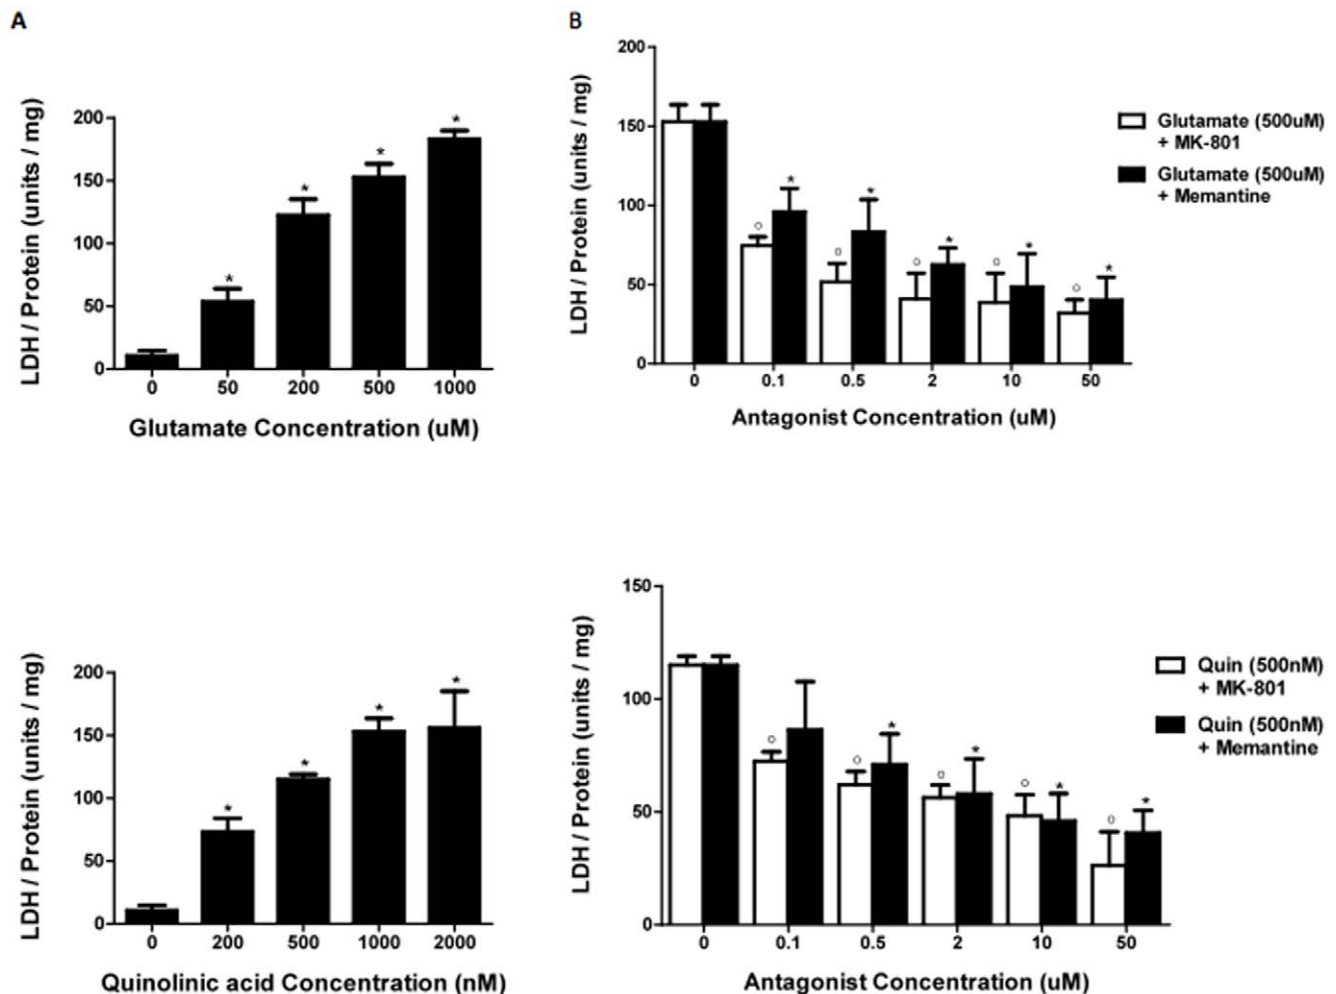 A
LDH / Protein (units / mg)
200
150
100
50
0
* * * *
0 50 200 500 1000
Glutamate Concentration (uM)
B
LDH / Protein (units / mg)
200
150
100
50
0
o * o * o * o * o *
0 0.1 0.5 2 10 50
Antagonist Concentration (uM)
Glutamate (500uM)
+ MK-801
Glutamate (500uM)
+ Memantine
LDH / Protein (units / mg)
200
150
100
50
0
* * * *
0 200 500 1000 2000
Quinolinic acid Concentration (nM)
LDH / Protein (units / mg)
150
100
50
0
o o * o * o * o *
0 0.1 0.5 2 10 50
Antagonist Concentration (uM)
Quin (500nM)
+ MK-801
Quin (500nM)
+ Memantine